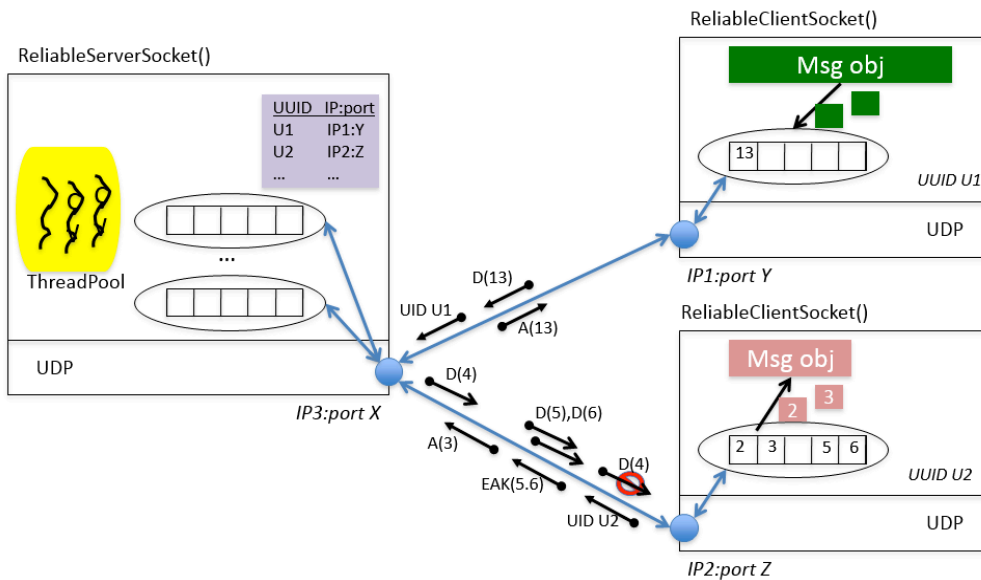 ReliableServerSocket()
UUID IP:port
U1 IP1:Y
U2 IP2:Z
... ...
ThreadPool
...
UDP
IP3:port X
ReliableClientSocket()
Msg obj
13
UUID U1
UDP
IP1:port Y
D(13)
UID U1
A(13)
D(4)
D(5),D(6)
A(3)
D(4)
EAK(5.6)
UID U2
ReliableClientSocket()
Msg obj
3
2
2 3 5 6
UUID U2
UDP
IP2:port Z